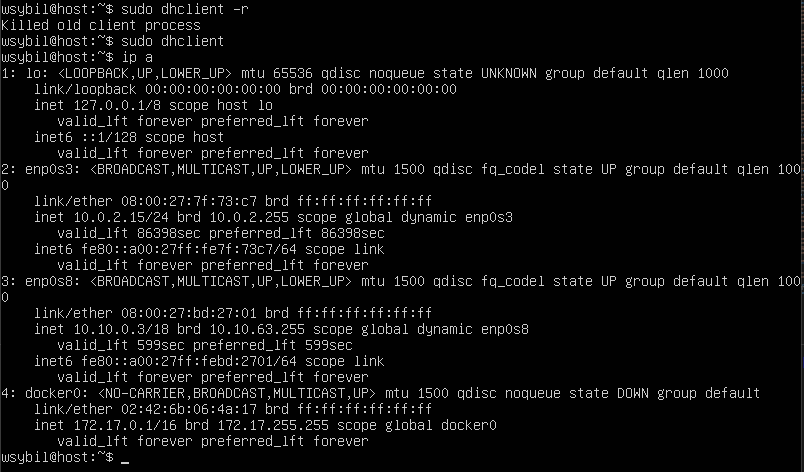 wsybil@host:~$ sudo dhclient -r
Killed old client process
wsybil@host:~$ sudo dhclient
wsybil@host:~$ ip a
1: lo: <LOOPBACK,UP,LOWER_UP> mtu 65536 qdisc noqueue state UNKNOWN group default qlen 1000
    link/loopback 00:00:00:00:00:00 brd 00:00:00:00:00:00
    inet 127.0.0.1/8 scope host lo
       valid_lft forever preferred_lft forever
    inet6 ::1/128 scope host
       valid_lft forever preferred_lft forever
2: enp0s3: <BROADCAST,MULTICAST,UP,LOWER_UP> mtu 1500 qdisc fq_codel state UP group default qlen 100
0
    link/ether 08:00:27:7f:73:c7 brd ff:ff:ff:ff:ff:ff
    inet 10.0.2.15/24 brd 10.0.2.255 scope global dynamic enp0s3
       valid_lft 86398sec preferred_lft 86398sec
    inet6 fe80::a00:27ff:fe7f:73c7/64 scope link
       valid_lft forever preferred_lft forever
3: enp0s8: <BROADCAST,MULTICAST,UP,LOWER_UP> mtu 1500 qdisc fq_codel state UP group default qlen 100
0
    link/ether 08:00:27:bd:27:01 brd ff:ff:ff:ff:ff:ff
    inet 10.10.0.3/18 brd 10.10.63.255 scope global dynamic enp0s8
       valid_lft 599sec preferred_lft 599sec
    inet6 fe80::a00:27ff:febd:2701/64 scope link
       valid_lft forever preferred_lft forever
4: docker0: <NO-CARRIER,BROADCAST,MULTICAST,UP> mtu 1500 qdisc noqueue state DOWN group default
    link/ether 02:42:6b:06:4a:17 brd ff:ff:ff:ff:ff:ff
    inet 172.17.0.1/16 brd 172.17.255.255 scope global docker0
       valid_lft forever preferred_lft forever
wsybil@host:~$ _